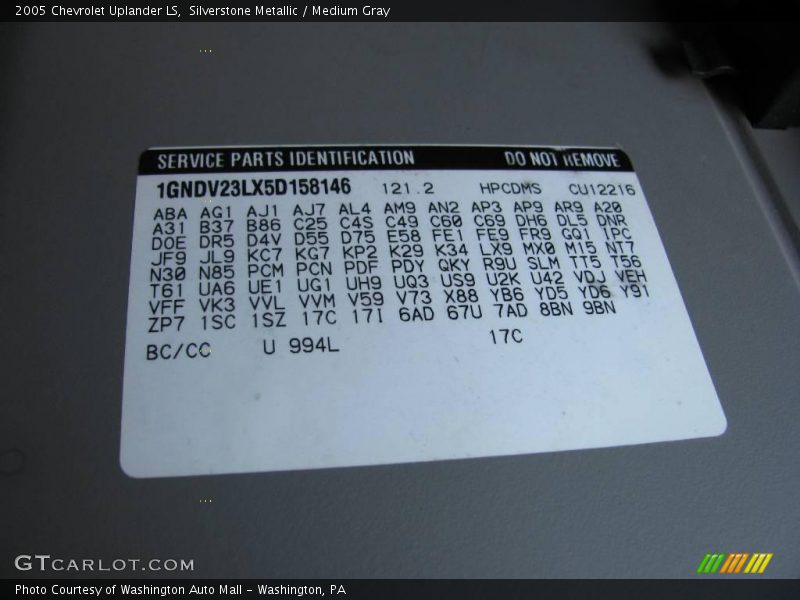 2005 Chevrolet Uplander LS, Silverstone Metallic / Medium Gray
SERVICE PARTS IDENTIFICATION DO NOT REMOVE
1GNDV23LX5D158146 121.2 HPCDMS CU12216
ABA AG1 AJ1 AJ7 AL4 AM9 AN2 AP3 AP9 AR9 A20
A31 B37 B86 C25 C4S C49 C60 C69 DH6 DL5 DNR
DOE DR5 D4V D55 D75 E58 FE1 FE9 FR9 GQ1 IPC
JF9 JL9 KC7 KG7 KP2 K29 K34 LX9 MX0 M15 NT7
N30 N85 PCM PCN PDF PDY QKY R9U SLM TT5 T56
T61 UA6 UE1 UG1 UH9 UQ3 US9 U2K U42 VDJ VEH
VFF VK3 VVL VVM V59 V73 X88 YB6 YD5 YD6 Y91
ZP7 1SC 1SZ 17C 17I 6AD 67U 7AD 8BN 9BN
BC/CC U 994L 17C
GTCARLOT.COM
Photo Courtesy of Washington Auto Mall - Washington, PA